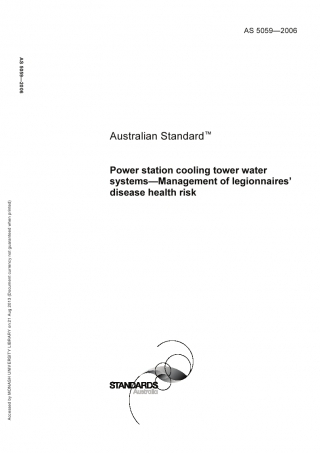 AS 5059—2006
AS 5059—2006
Australian Standard™
Power station cooling tower water
systems—Management of legionnaires’
disease health risk
Accessed by MONASH UNIVERSITY LIBRARY on 21 Aug 2013 (Document currency not guaranteed when printed)
STANDARDS
Australia